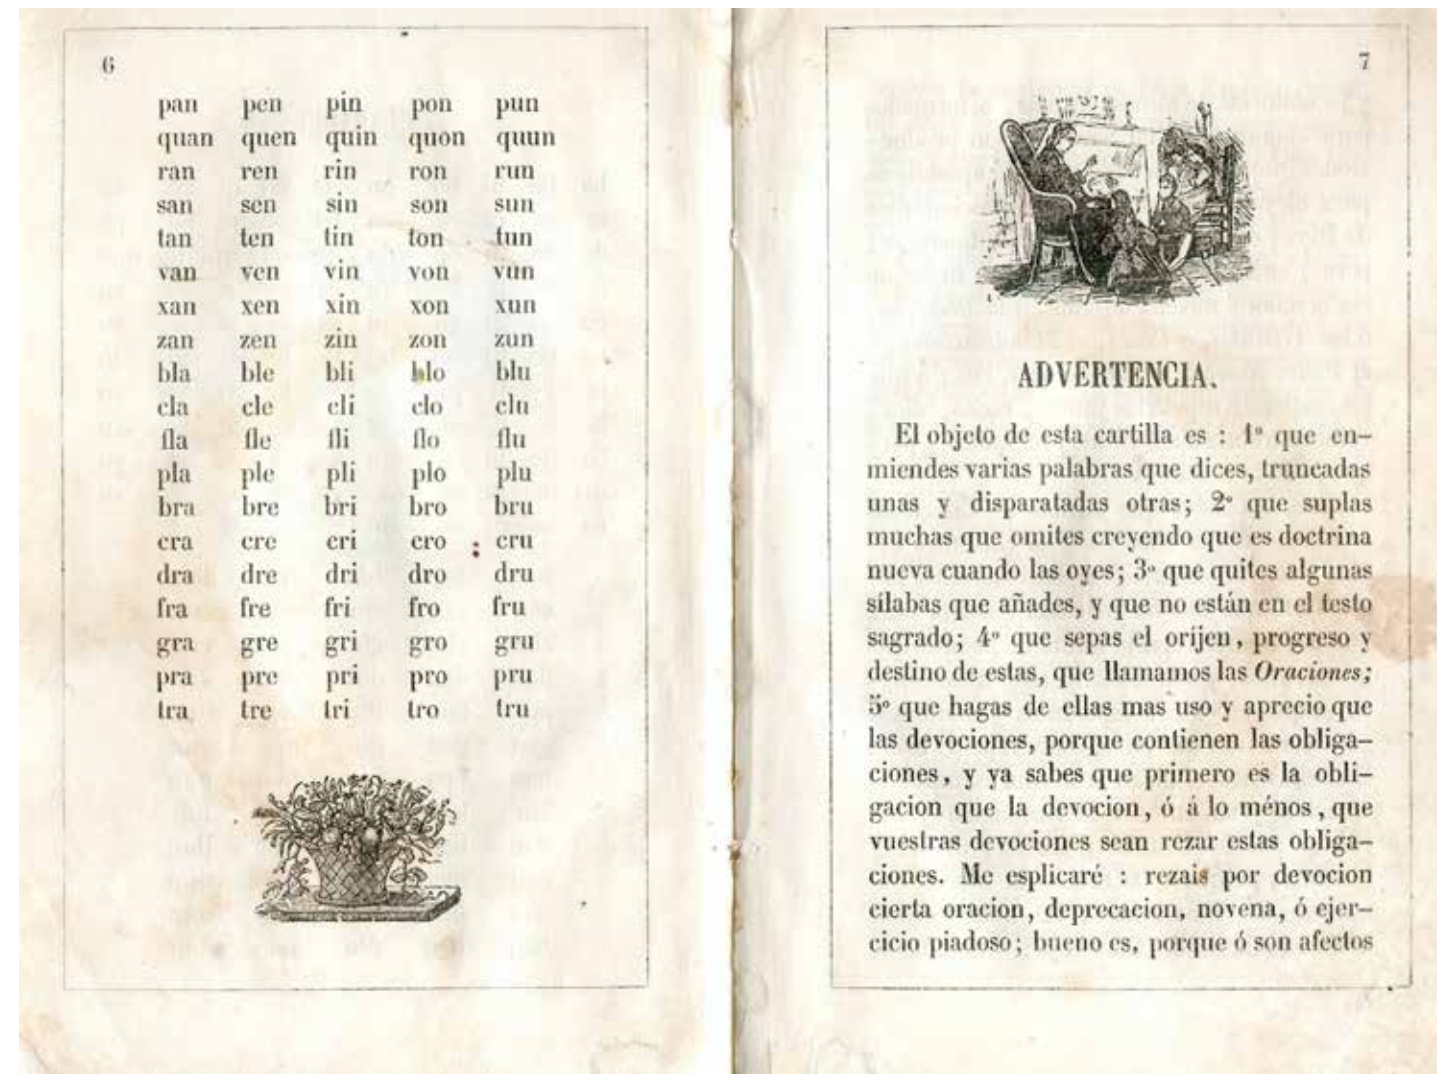 6
pan pen pin pon pun
quan quen quin quon quun
ran ren rin ron run
san sen sin son sun
tan ten tin ton tun
van ven vin von vun
xan xen xin xon xun
zan zen zin zon zun
bla ble bli blo blu
cla cle cli clo clu
fla fle fli flo flu
pla ple pli plo plu
bra bre bri bro bru
cra cre cri cro cru
dra dre dri dro dru
fra fre fri fro fru
gra gre gri gro gru
pra pre pri pro pru
tra tre tri tro tru
7
ADVERTENCIA.
El objeto de esta cartilla es : 1º que en-
miendes varias palabras que dices, truncadas
unas y disparatadas otras; 2º que suplas
muchas que omites creyendo que es doctrina
nueva cuando las oyes; 3º que quites algunas
sílabas que añades, y que no están en el testo
sagrado; 4º que sepas el orijen, progreso y
destino de estas, que llamamos las Oraciones;
5º que hagas de ellas mas uso y aprecio que
las devociones, porque contienen las obliga-
ciones, y ya sabes que primero es la obli-
gacion que la devocion, ó á lo ménos, que
vuestras devociones sean rezar estas obliga-
ciones. Me esplicaré : rezais por devocion
cierta oracion, deprecacion, novena, ó ejer-
cicio piadoso; bueno es, porque ó son afectos